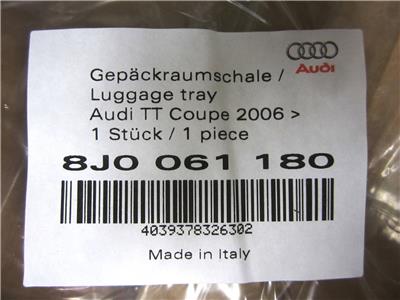 Audi
Gepäckraumschale /
Luggage tray
Audi TT Coupe 2006 >
1 Stück / 1 piece
8J0 061 180
4039378326302
Made in Italy